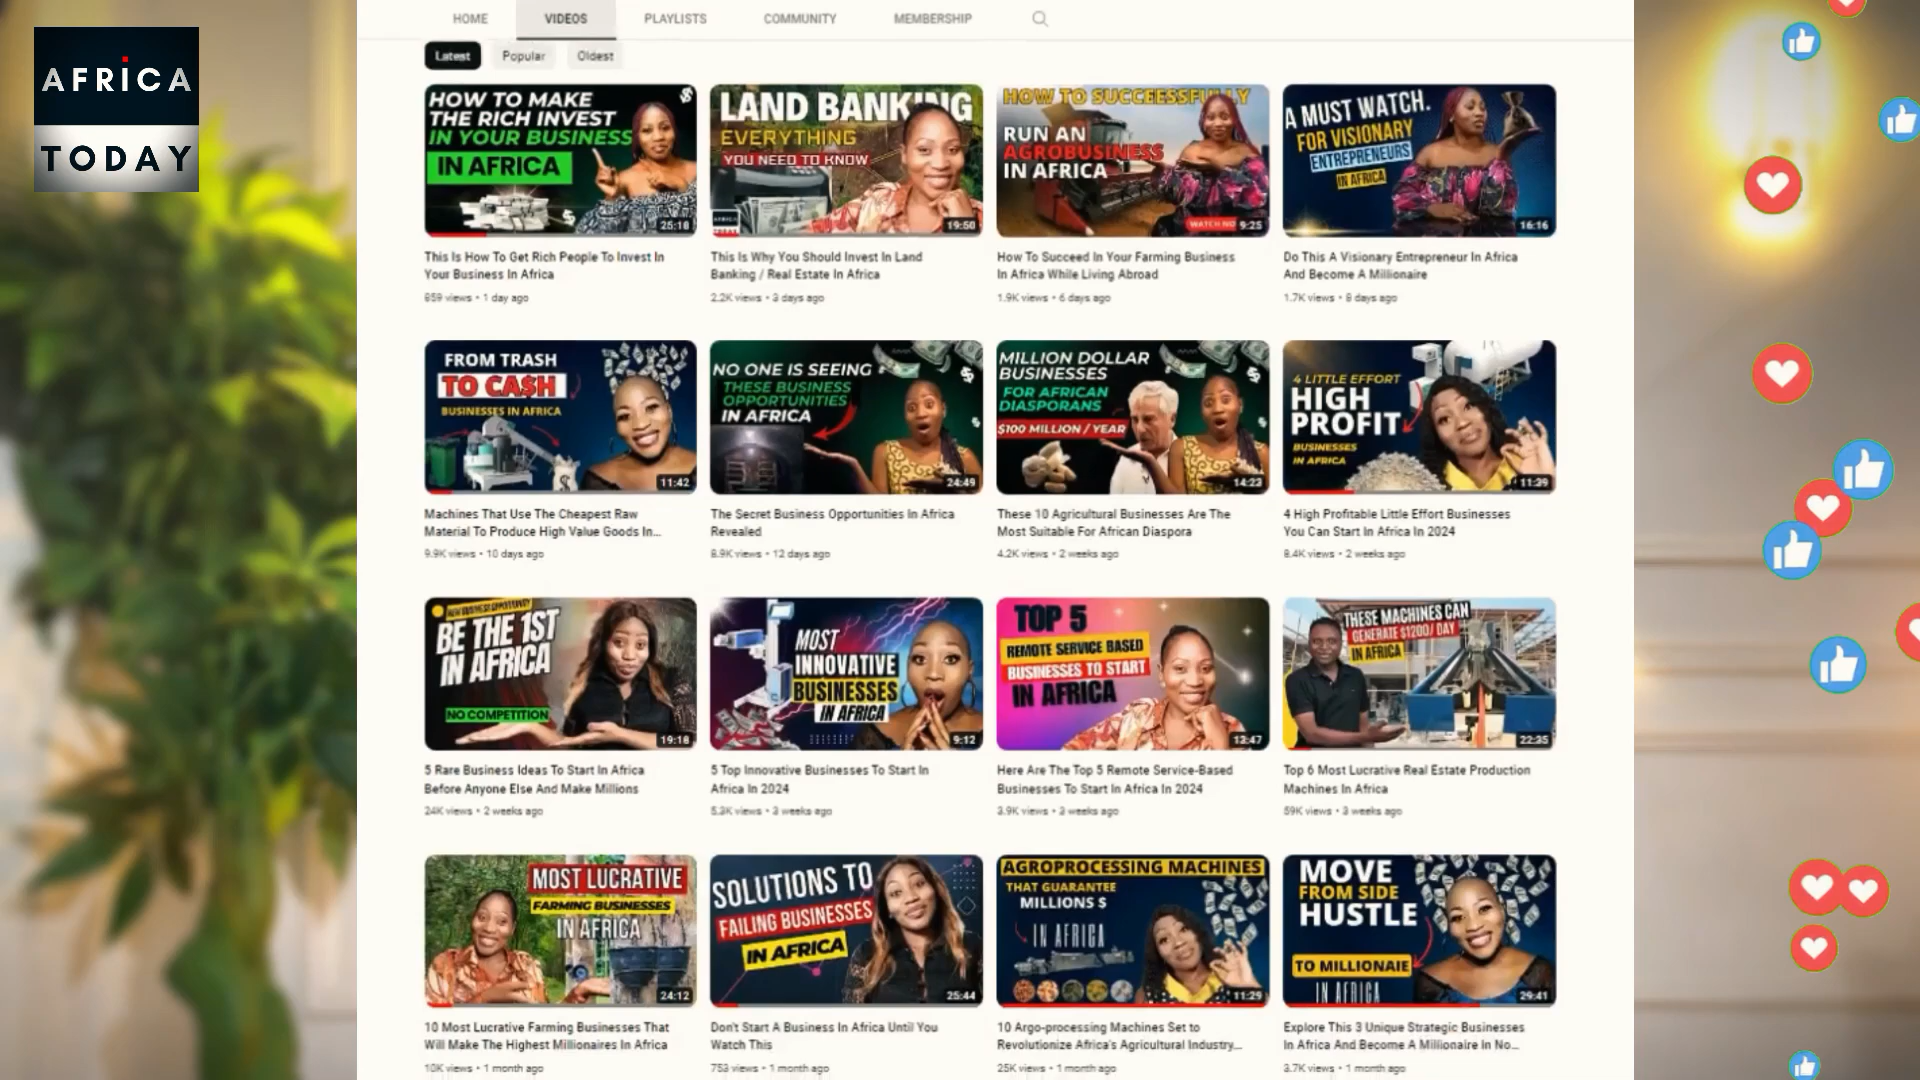 AFRICA
TODAY
HOME
VIDEOS
PLAYLISTS
COMMUNITY
MEMBERSHIP
Latest
Popular
Oldest
HOW TO MAKE
THE RICH INVEST
IN YOUR BUSINESS
IN AFRICA
25:18
This Is How To Get Rich People To Invest In
Your Business In Africa
859 views • 1 day ago
LAND BANKING
EVERYTHING
YOU NEED TO KNOW
19:50
This Is Why You Should Invest In Land
Banking / Real Estate In Africa
2.2K views • 3 days ago
HOW TO SUCCEESSFULLY
RUN AN
AGROBUSINESS
IN AFRICA
WATCH NO
9:25
How To Succeed In Your Farming Business
In Africa While Living Abroad
1.9K views • 6 days ago
A MUST WATCH.
FOR VISIONARY
ENTREPRENEURS
IN AFRICA
16:16
Do This A Visionary Entrepreneur In Africa
And Become A Millionaire
1.7K views • 8 days ago
FROM TRASH
TO CA$H
BUSINESSES IN AFRICA
11:42
Machines That Use The Cheapest Raw
Material To Produce High Value Goods In...
9.9K views • 10 days ago
NO ONE IS SEEING
THESE BUSINESS
OPPORTUNITIES
IN AFRICA
24:49
The Secret Business Opportunities In Africa
Revealed
8.9K views • 12 days ago
MILLION DOLLAR
BUSINESSES
FOR AFRICAN
DIASPORANS
$100 MILLION / YEAR
14:23
These 10 Agricultural Businesses Are The
Most Suitable For African Diaspora
4.2K views • 2 weeks ago
4 LITTLE EFFORT
HIGH
PROFIT
BUSINESSES
IN AFRICA
11:39
4 High Profitable Little Effort Businesses
You Can Start In Africa In 2024
8.4K views • 2 weeks ago
NEW BUSINESS OPPORTUNITY
BE THE 1ST
IN AFRICA
NO COMPETITION
19:18
5 Rare Business Ideas To Start In Africa
Before Anyone Else And Make Millions
24K views • 2 weeks ago
MOST
INNOVATIVE
BUSINESSES
IN AFRICA
9:12
5 Top Innovative Businesses To Start In
Africa In 2024
5.3K views • 3 weeks ago
TOP 5
REMOTE SERVICE BASED
BUSINESSES TO START
IN AFRICA
13:47
Here Are The Top 5 Remote Service-Based
Businesses To Start In Africa In 2024
3.9K views • 3 weeks ago
THESE MACHINES CAN
GENERATE $1200/ DAY
IN AFRICA
22:35
Top 6 Most Lucrative Real Estate Production
Machines In Africa
59K views • 3 weeks ago
MOST LUCRATIVE
FARMING BUSINESSES
IN AFRICA
24:12
10 Most Lucrative Farming Businesses That
Will Make The Highest Millionaires In Africa
10K views • 1 month ago
SOLUTIONS TO
FAILING BUSINESSES
IN AFRICA
25:44
Don't Start A Business In Africa Until You
Watch This
753 views • 1 month ago
AGROPROCESSING MACHINES
THAT GUARANTEE
MILLIONS $
IN AFRICA
11:29
10 Argo-processing Machines Set to
Revolutionize Africa's Agricultural Industry...
25K views • 1 month ago
MOVE
FROM SIDE
HUSTLE
TO MILLIONAIE
IN AFRICA
29:41
Explore This 3 Unique Strategic Businesses
In Africa And Become A Millionaire In No...
3.7K views • 1 month ago